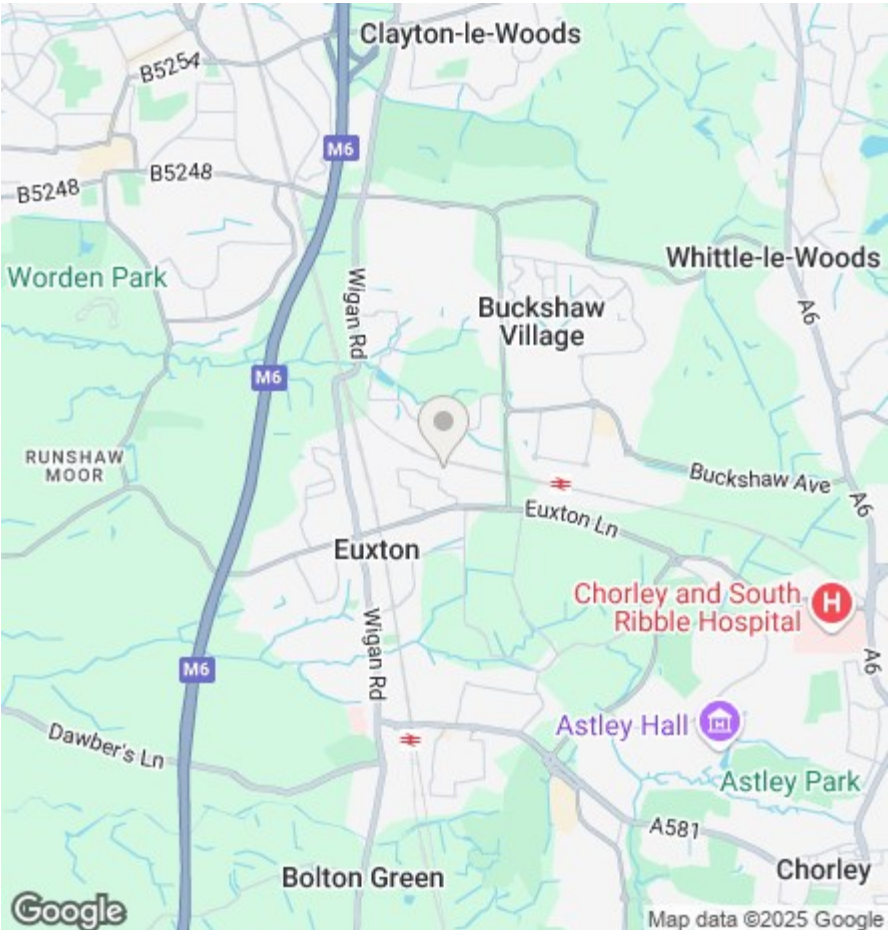 Clayton-le-Woods
B5254
M6
B5248
B5248
Worden Park
Whittle-le-Woods
Wigan Rd
Buckshaw
Village
A6
M6
RUNSHAW
MOOR
Buckshaw Ave
A6
Euxton Ln
Euxton
Chorley and South
Ribble Hospital
H
Wigan Rd
A6
M6
Astley Hall
Dawber's Ln
Astley Park
A581
Bolton Green
Chorley
Google
Map data ©2025 Google